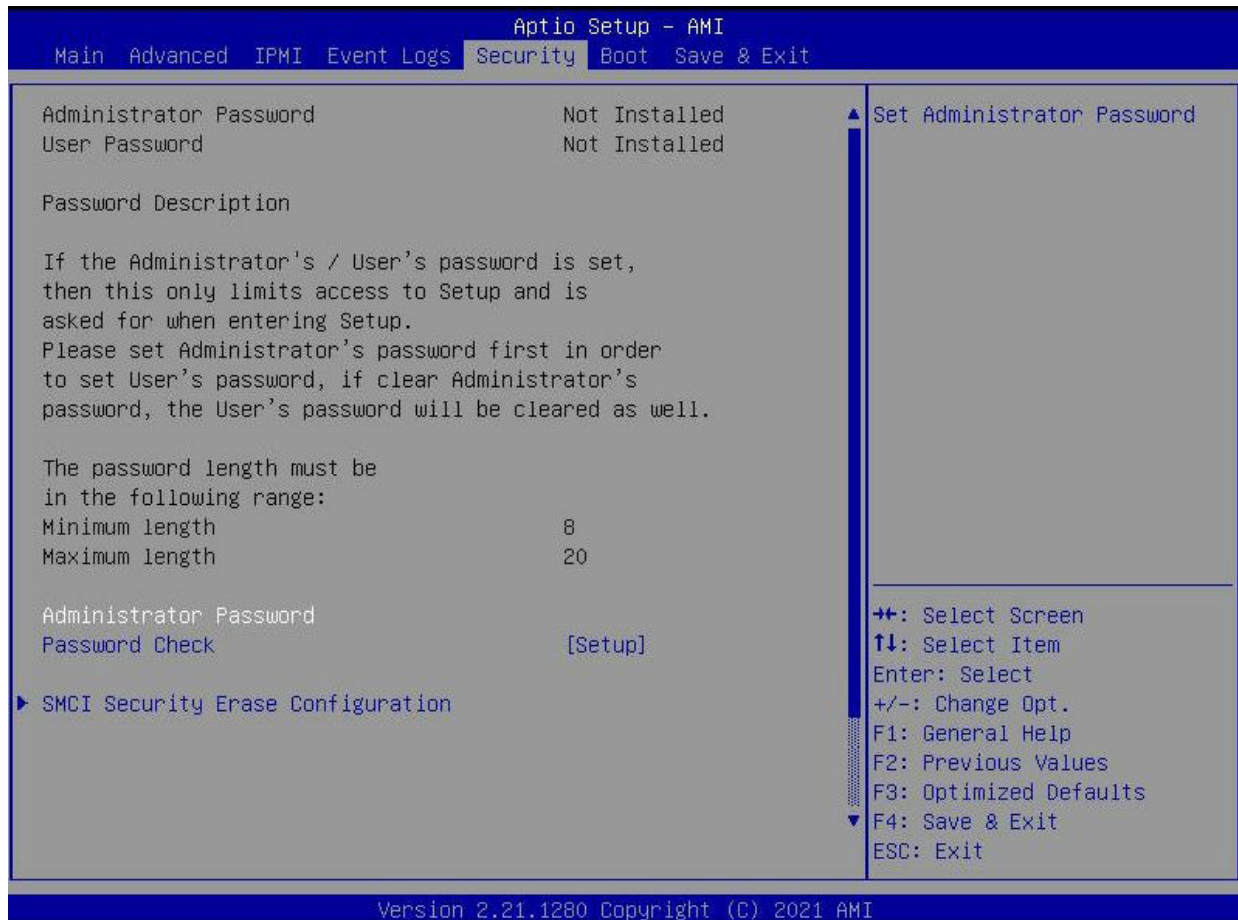 Aptio Setup – AMI
Main Advanced IPMI Event Logs Security Boot Save & Exit
Administrator Password Not Installed
User Password Not Installed
Password Description
If the Administrator's / User's password is set,
then this only limits access to Setup and is
asked for when entering Setup.
Please set Administrator's password first in order
to set User's password, if clear Administrator's
password, the User's password will be cleared as well.
The password length must be
in the following range:
Minimum length 8
Maximum length 20
Administrator Password
Password Check [Setup]
▶ SMCI Security Erase Configuration
Set Administrator Password
→←: Select Screen
↑↓: Select Item
Enter: Select
+/-: Change Opt.
F1: General Help
F2: Previous Values
F3: Optimized Defaults
F4: Save & Exit
ESC: Exit
Version 2.21.1280 Copyright (C) 2021 AMI